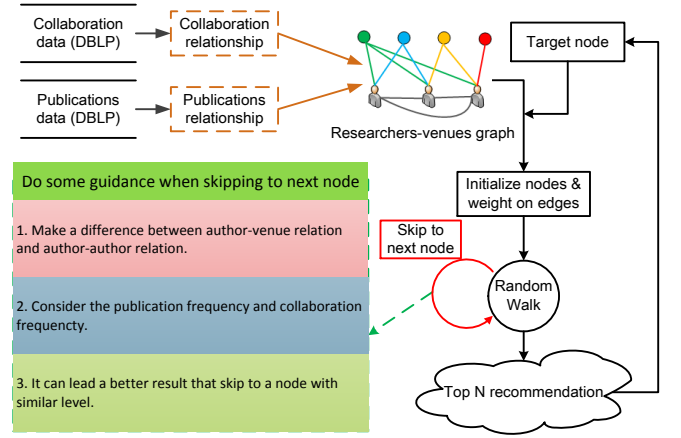 Collaboration
data (DBLP)
Collaboration
relationship
Target node
Publications
data (DBLP)
Publications
relationship
Researchers-venues graph
Do some guidance when skipping to next node
Initialize nodes &
weight on edges
1. Make a difference between author-venue relation
and author-author relation.
Skip to
next node
Random
Walk
2. Consider the publication frequency and collaboration
frequencty.
3. It can lead a better result that skip to a node with
similar level.
Top N recommendation